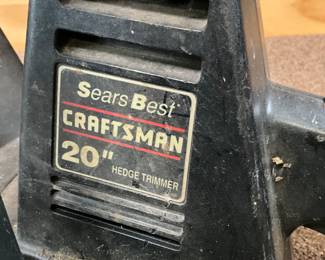 Sears Best
CRAFTSMAN
20" HEDGE TRIMMER